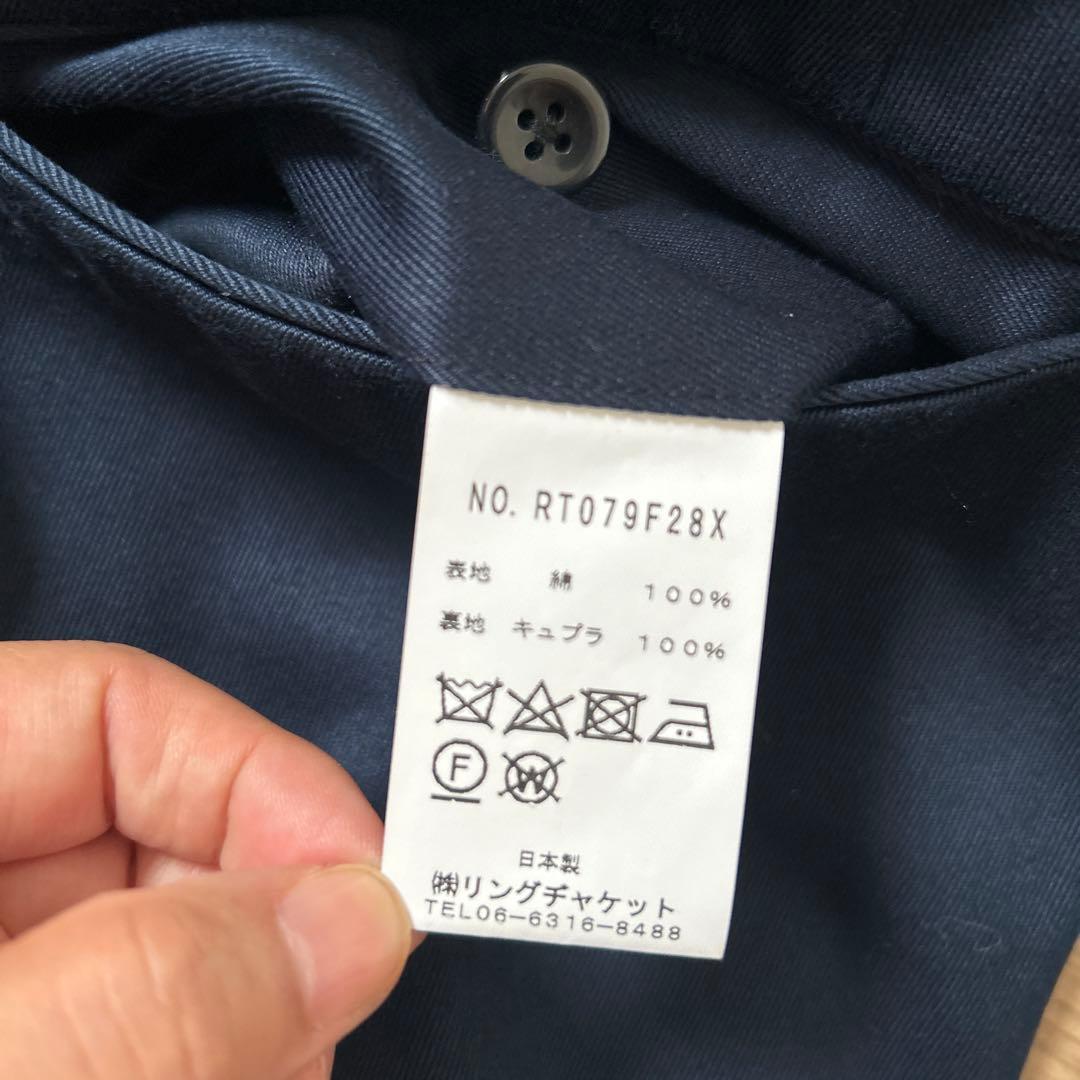 NO. RT079F28X
表地 綿 100%
裏地 キュプラ 100%
F W
日本製
㈱リングヂャケット
TEL06-6316-8488